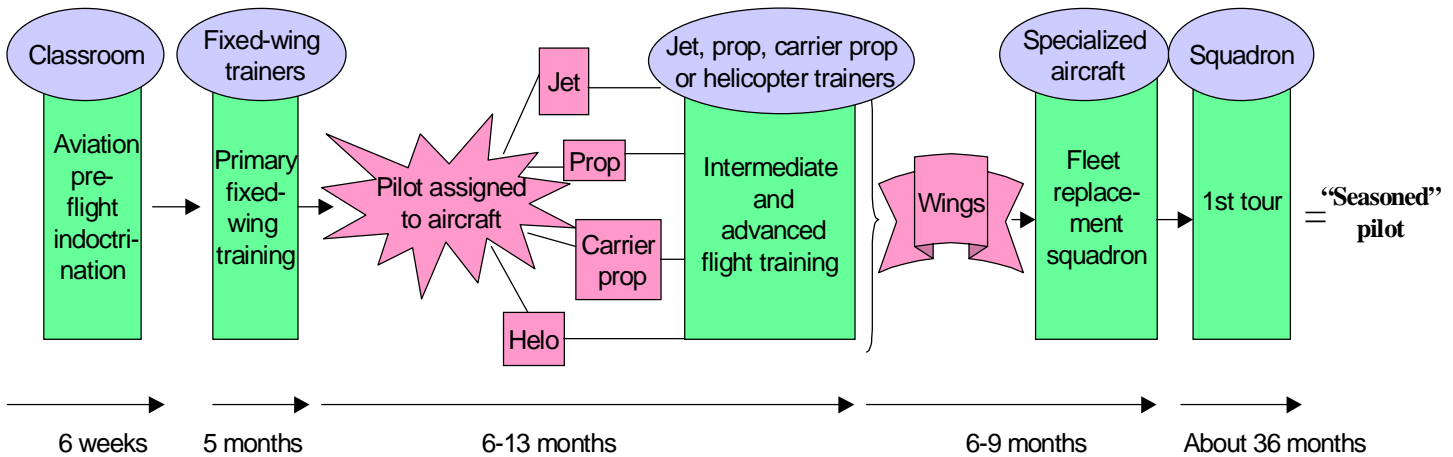 Classroom
Aviation
pre-
flight
indoctri-
nation
Fixed-wing
trainers
Primary
fixed-
wing
training
Pilot assigned
to aircraft
Jet
Prop
Carrier
prop
Helo
Jet, prop, carrier prop
or helicopter trainers
Intermediate
and
advanced
flight training
Wings
Specialized
aircraft
Fleet
replace-
ment
squadron
Squadron
1st tour
=
“Seasoned”
pilot
6 weeks
5 months
6-13 months
6-9 months
About 36 months